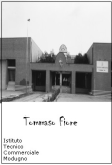 Tommaso Fiore
Istituto
Tecnico
Commerciale
Modugno